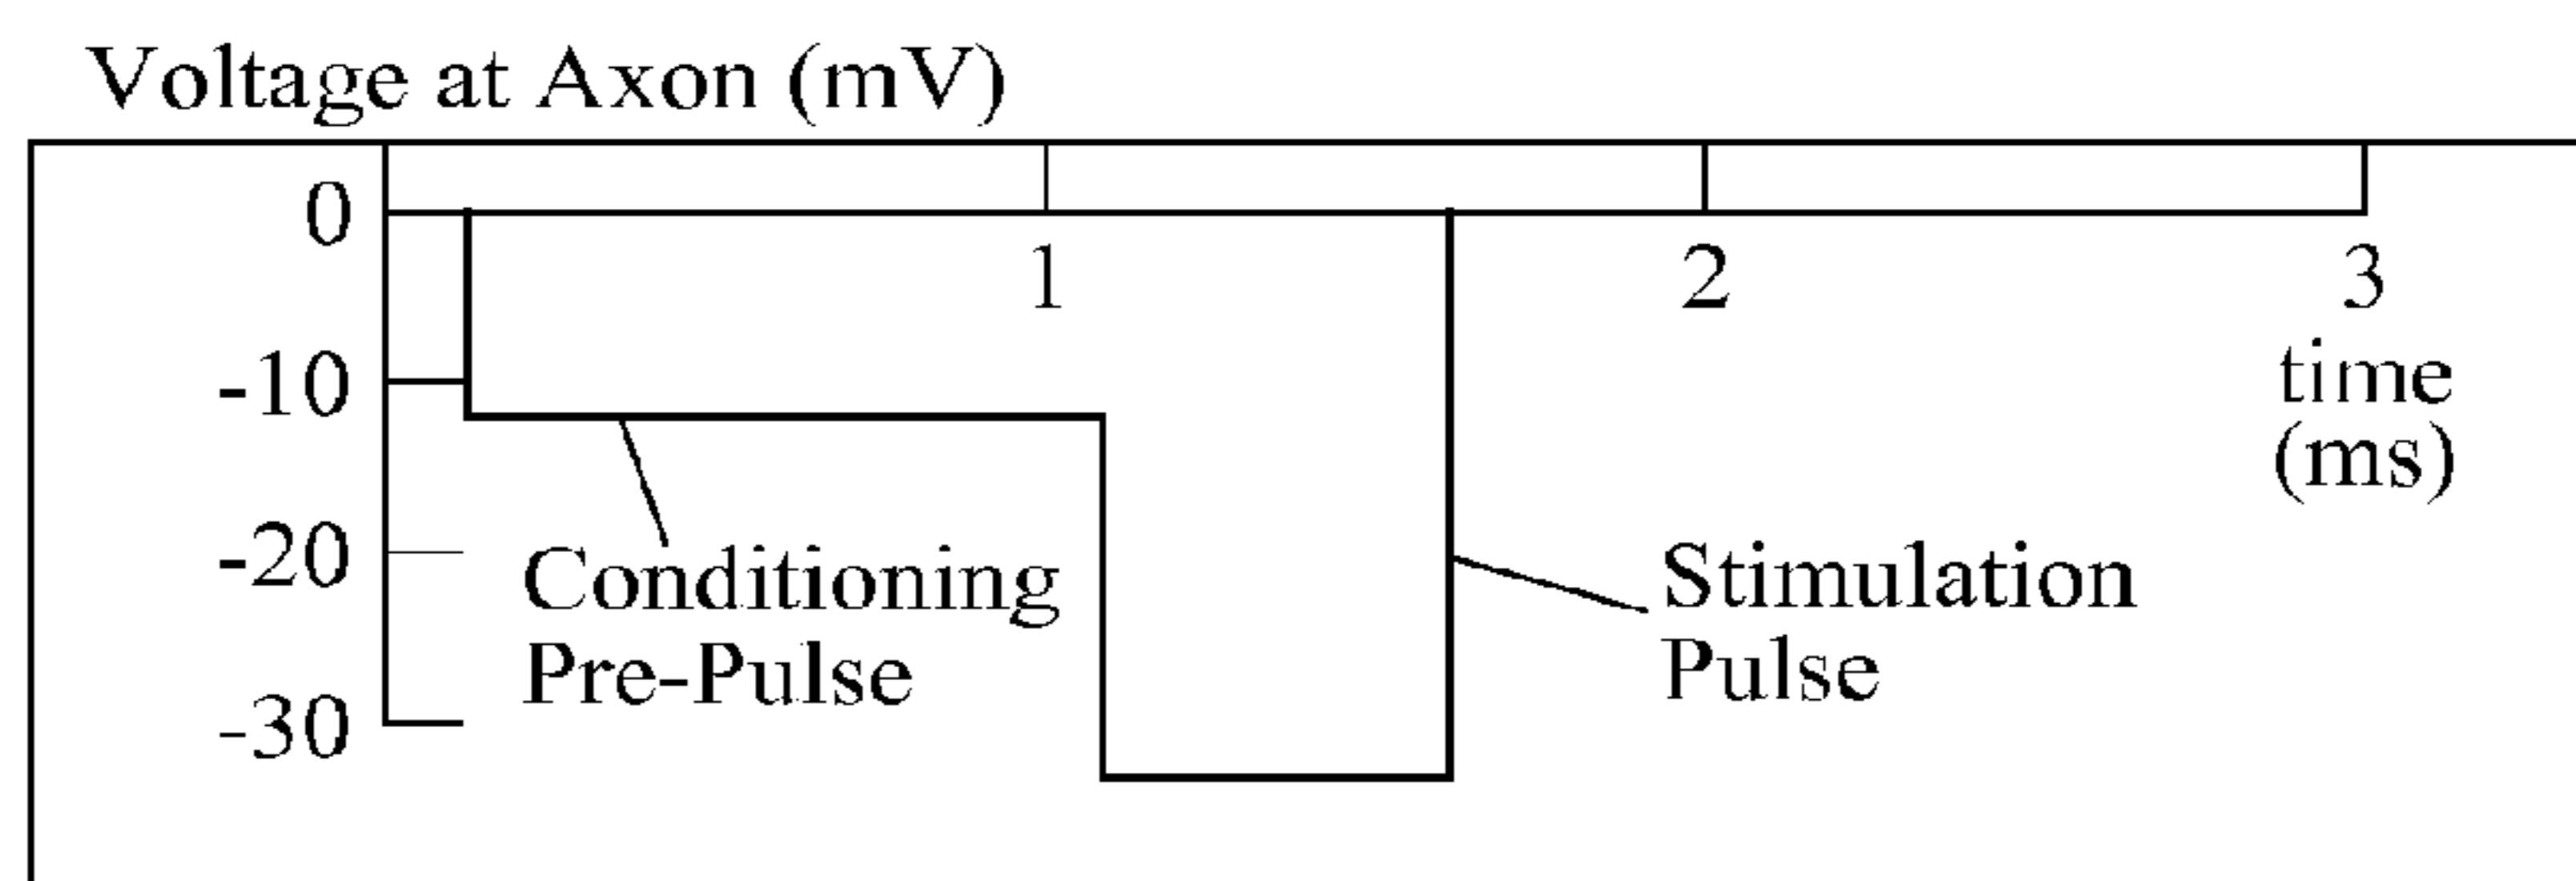 Voltage at Axon (mV)
0
1
2
3
-10
time
(ms)
-20
Conditioning
Pre-Pulse
Stimulation
Pulse
-30